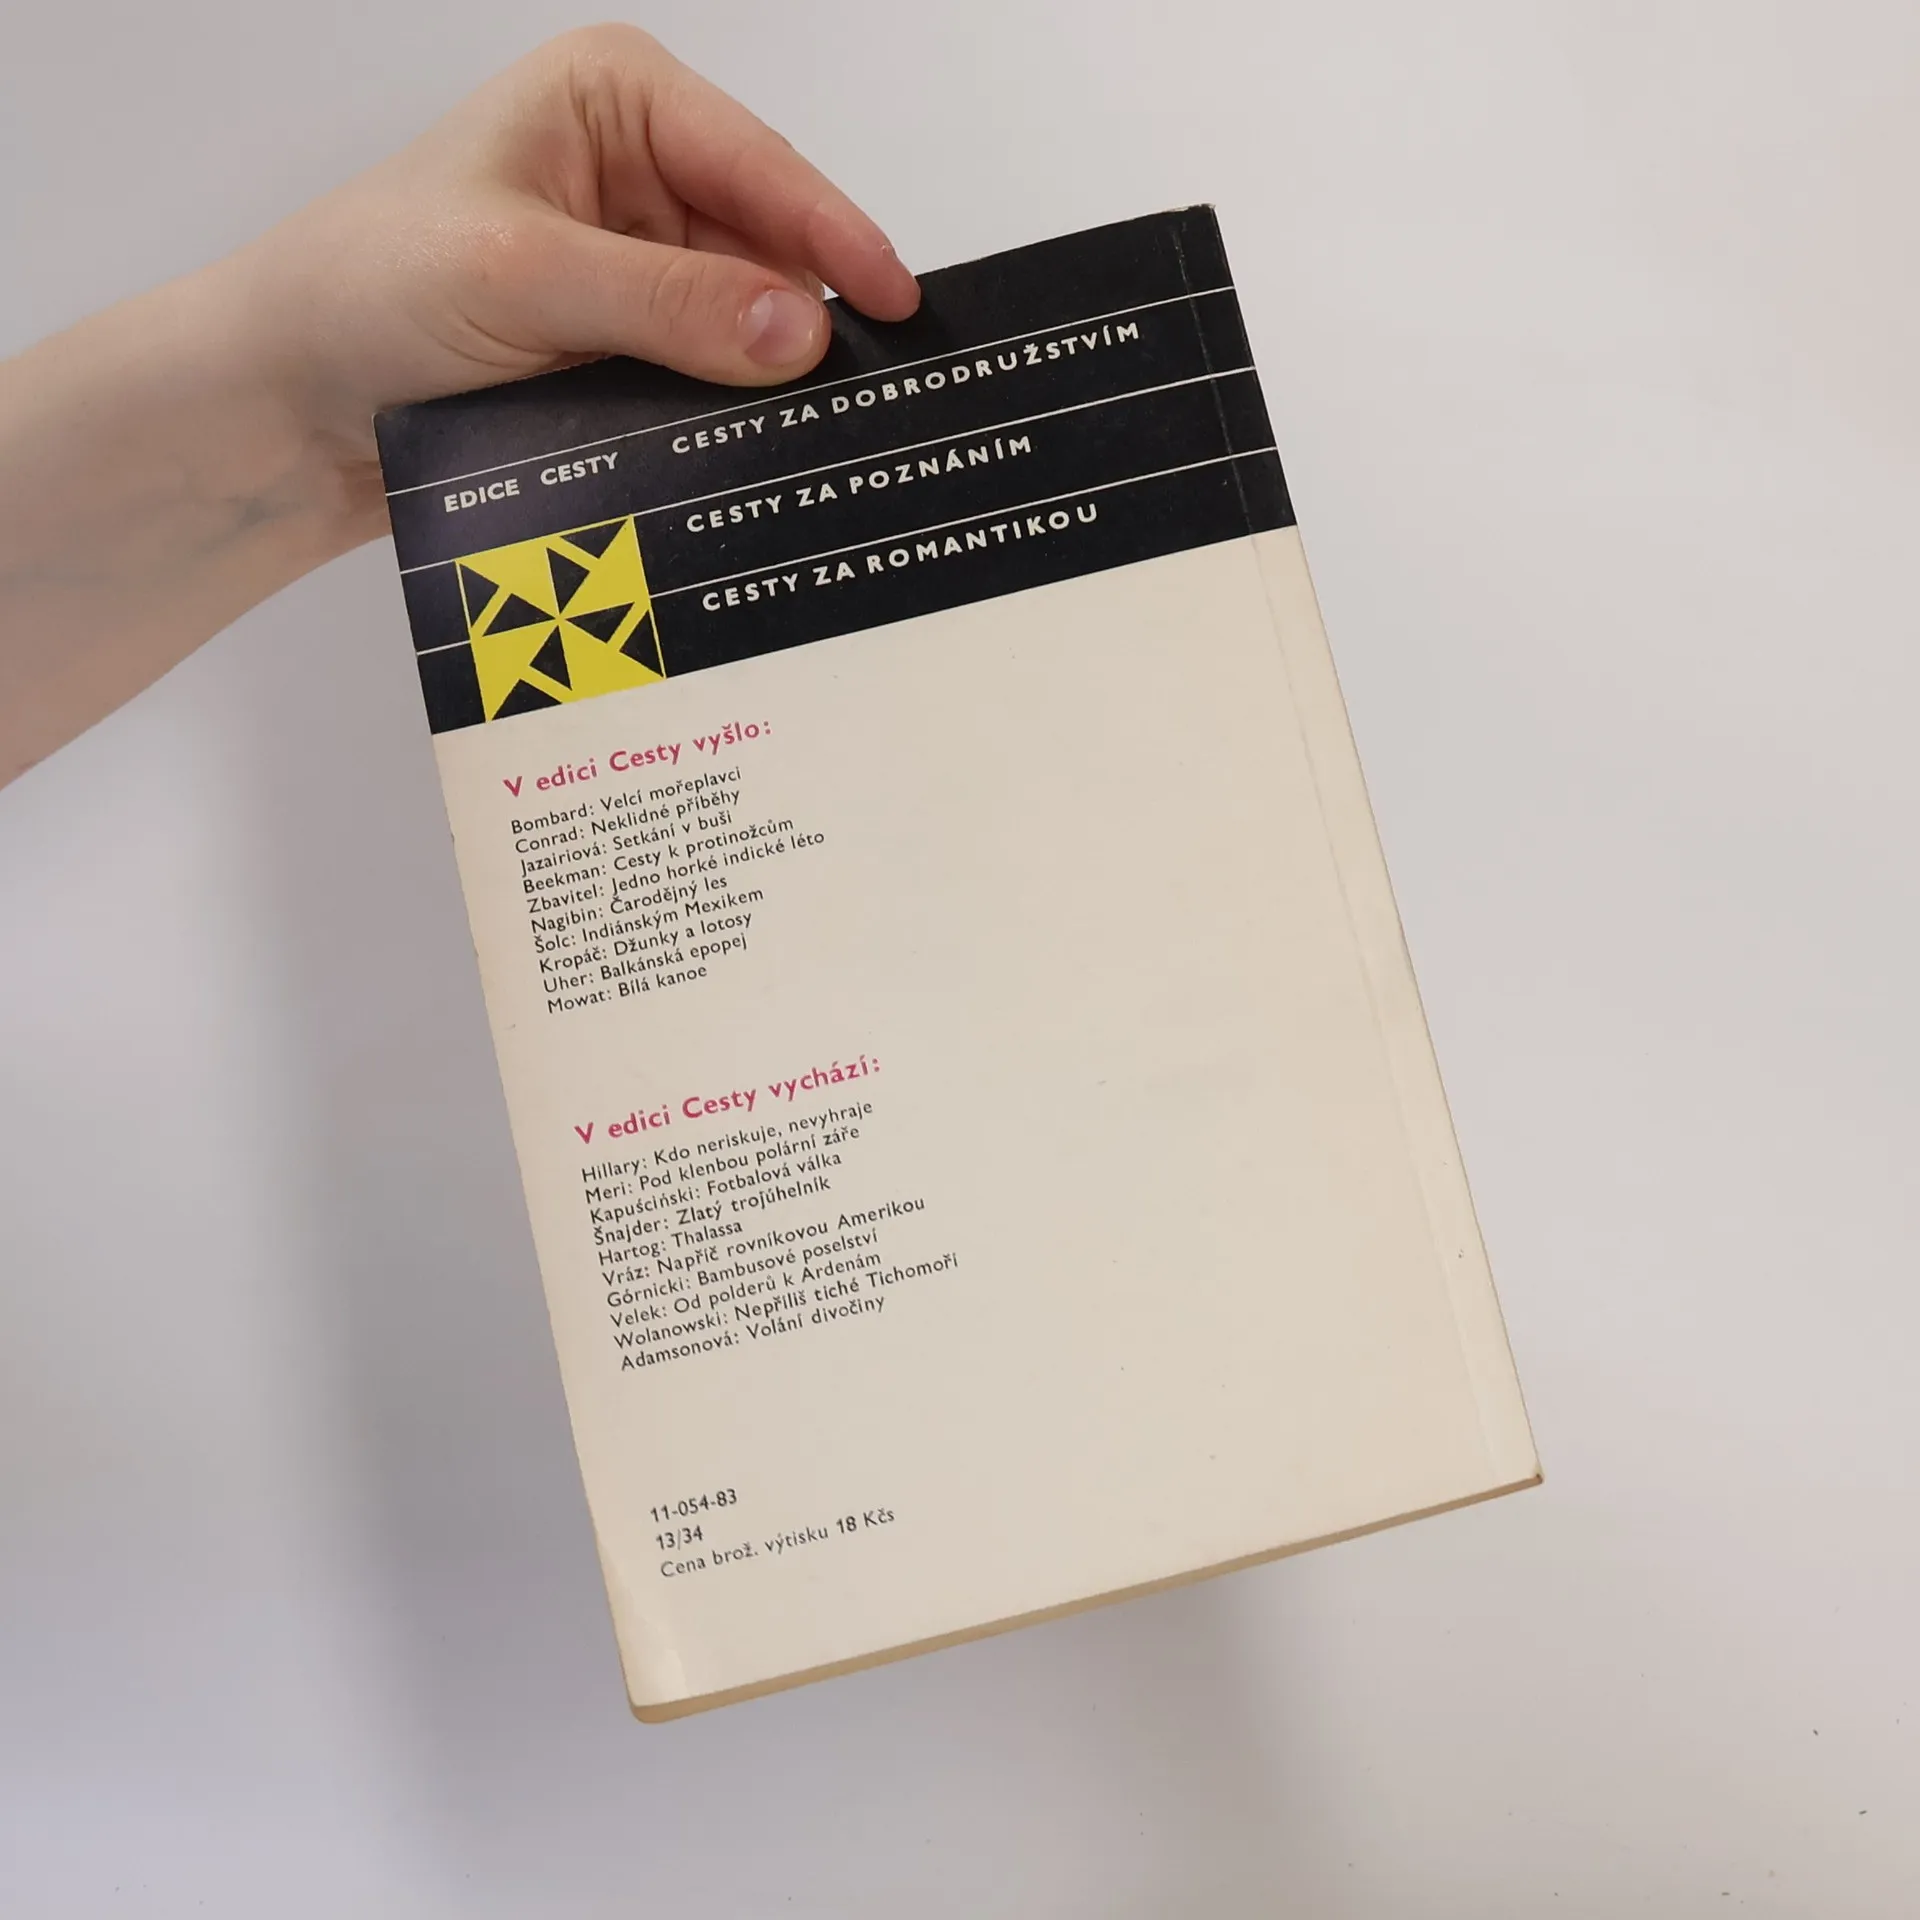 EDICE CESTY
CESTY ZA DOBRODRUŽSTVÍM
CESTY ZA POZNÁNÍM
CESTY ZA ROMANTIKOU
V edici Cesty vyšlo:
Bombard: Velcí mořeplavci
Conrad: Neklidné příběhy
Jazairiová: Setkání v buši
Beekman: Cesty k protinožcům
Zbavitel: Jedno horké indické léto
Nagibin: Čarodějný les
Šolc: Indiánským Mexikem
Kropáč: Džunky a lotosy
Uher: Balkánská epopej
Mowat: Bílá kanoe
V edici Cesty vychází:
Hillary: Kdo neriskuje, nevyhraje
Meri: Pod klenbou polární záře
Kapuściński: Fotbalová válka
Šnajder: Zlatý trojúhelník
Hartog: Thalassa
Vráz: Napříč rovníkovou Amerikou
Górnicki: Bambusové poselství
Velek: Od polderů k Ardenám
Wolanowski: Nepříliš tiché Tichomoří
Adamsonová: Volání divočiny
11-054-83
13/34
Cena brož. výtisku 18 Kčs